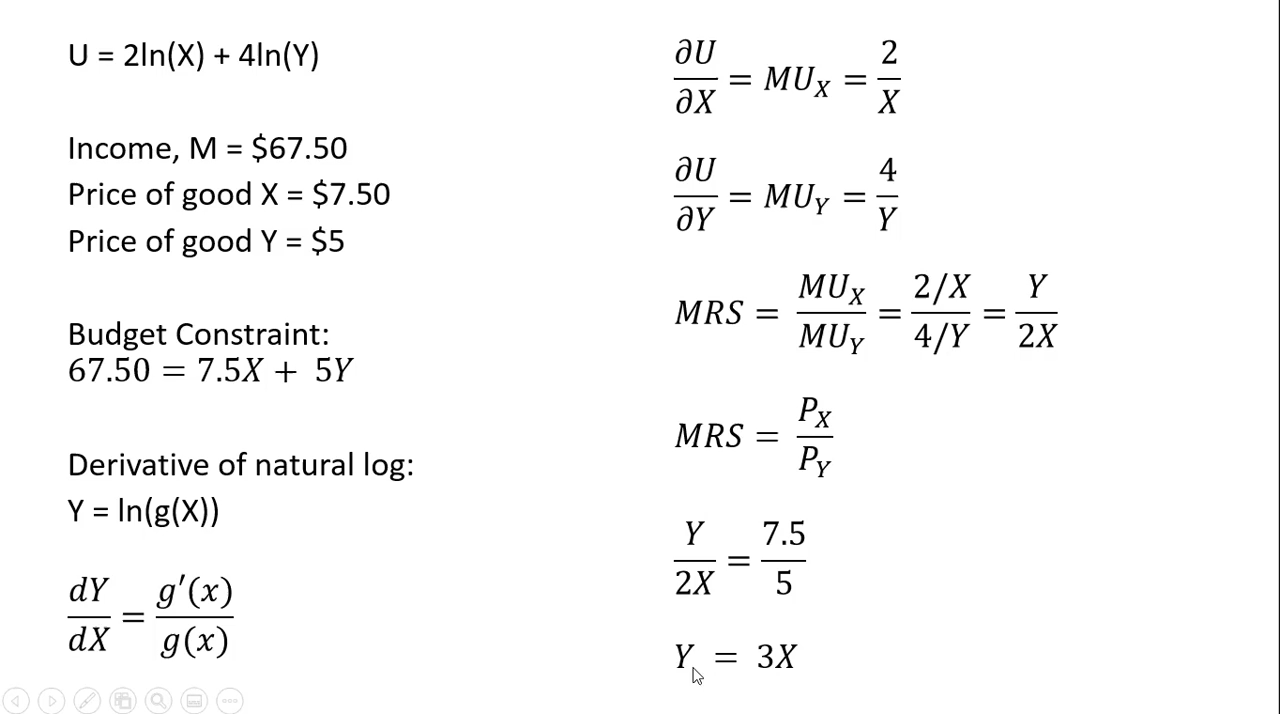 U = 2ln(X) + 4ln(Y)
Income, M = $67.50
Price of good X = $7.50
Price of good Y = $5
Budget Constraint:
67.50 = 7.5X + 5Y
Derivative of natural log:
Y = ln(g(X))
dY/dX = g′(x)/g(x)
∂U/∂X = MU_X = 2/X
∂U/∂Y = MU_Y = 4/Y
MRS = MU_X/MU_Y = (2/X)/(4/Y) = Y/2X
MRS = P_X/P_Y
Y/2X = 7.5/5
Y = 3X